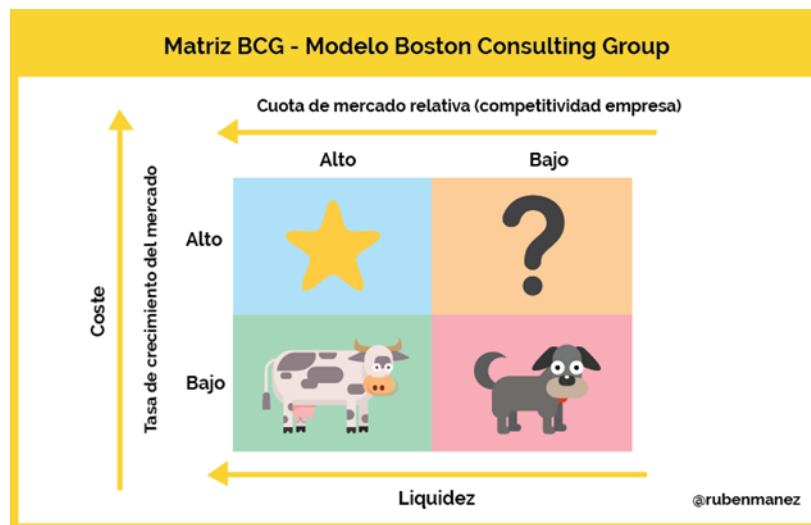 Matriz BCG - Modelo Boston Consulting Group
Cuota de mercado relativa (competitividad empresa)
Alto
Bajo
Coste
Tasa de crecimiento del mercado
Alto
?
Bajo
Liquidez
@rubenmanez